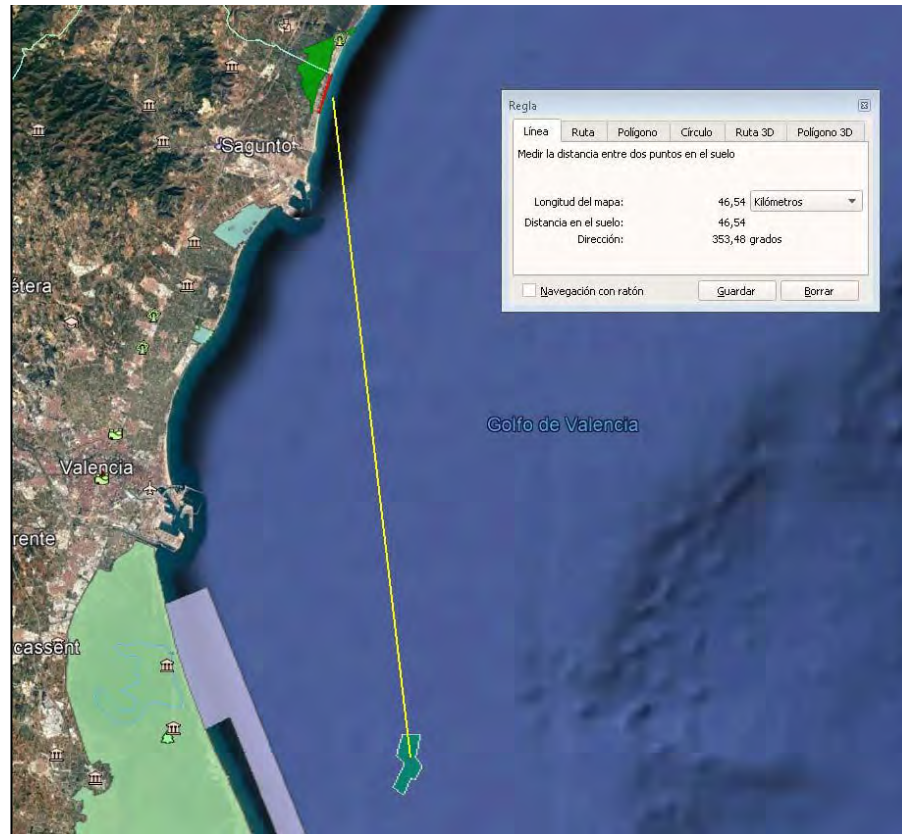 Regla
Línea Ruta Polígono Círculo Ruta 3D Polígono 3D
Medir la distancia entre dos puntos en el suelo
Longitud del mapa: 46,54 Kilómetros
Distancia en el suelo: 46,54
Dirección: 353,48 grados
Navegación con ratón Guardar Borrar
Sagunto
étera
Golfo de Valencia
Valencia
rrente
cassent